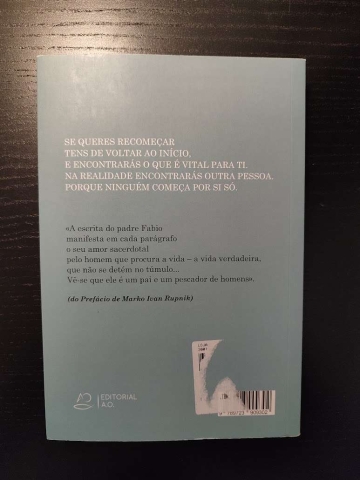 SE QUERES RECOMEÇAR
TENS DE VOLTAR AO INÍCIO,
E ENCONTRARÁS O QUE É VITAL PARA TI.
NA REALIDADE ENCONTRARÁS OUTRA PESSOA.
PORQUE NINGUÉM COMEÇA POR SI SÓ.
«A escrita do padre Fabio
manifesta em cada parágrafo
o seu amor sacerdotal
pelo homem que procura a vida – a vida verdadeira,
que não se detém no túmulo...
Vê-se que ele é um pai e um pescador de homens».
(do Prefácio de Marko Ivan Rupnik)
EDITORIAL
A.O.